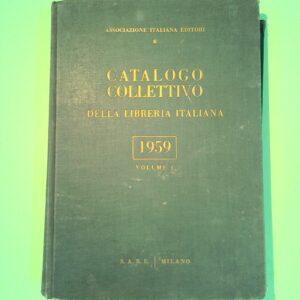 ASSOCIAZIONE ITALIANA EDITORI
CATALOGO
COLLETTIVO
DELLA LIBRERIA ITALIANA
1959
VOLUME I
S. A. B. E. | MILANO